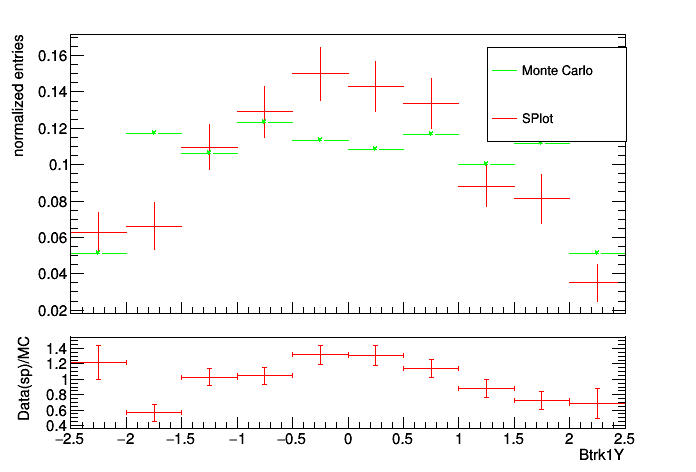 normalized entries
0.16
0.14
0.12
0.1
0.08
0.06
0.04
0.02
Monte Carlo
SPlot
Data(sp)/MC
1.4
1.2
1
0.8
0.6
0.4
−2.5 −2 −1.5 −1 −0.5 0 0.5 1 1.5 2 2.5
Btrk1Y